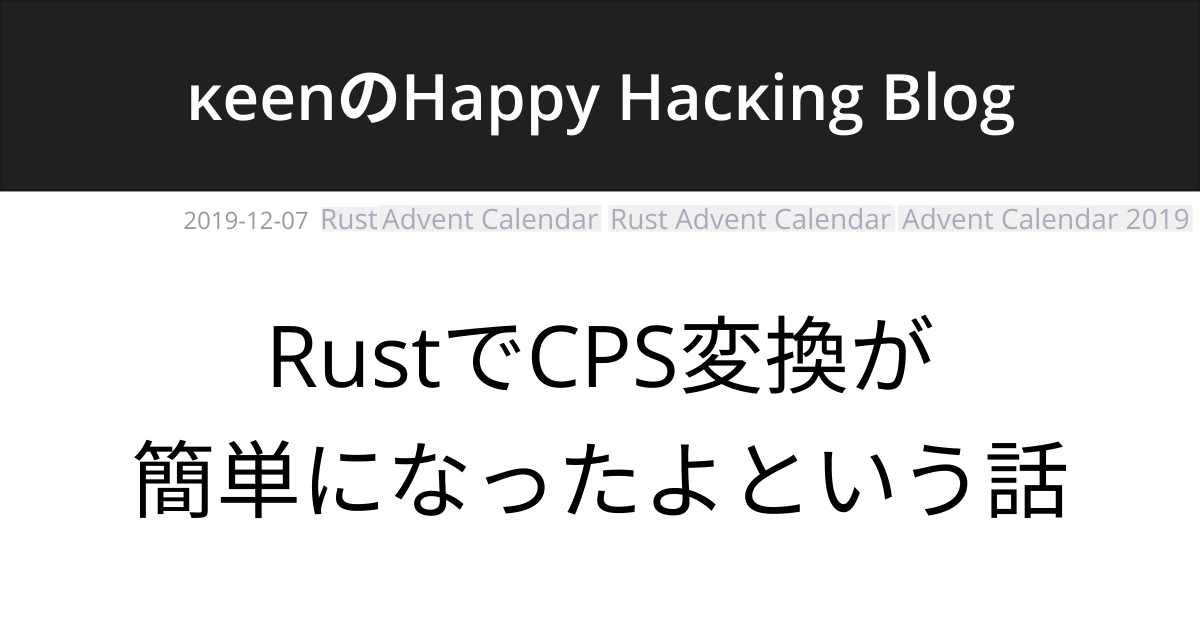 κeenのHappy Hacκing Blog
2019-12-07 Rust Advent Calendar Rust Advent Calendar Advent Calendar 2019
RustでCPS変換が
簡単になったよという話